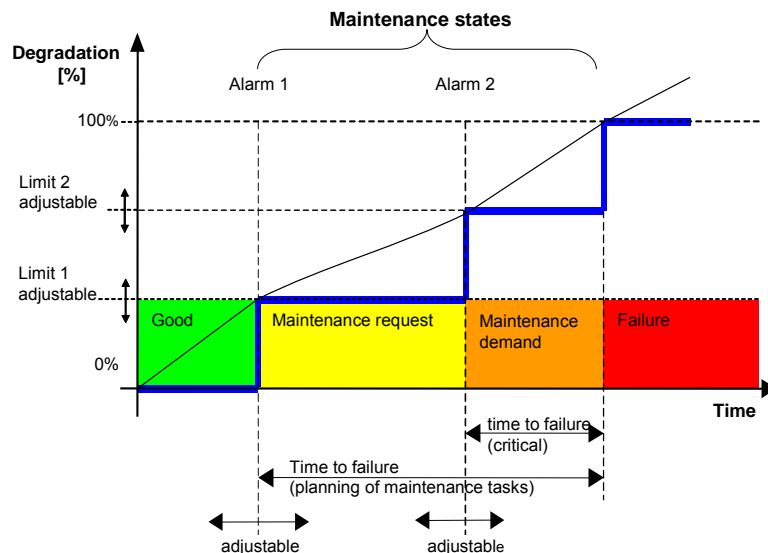 Maintenance states
Degradation
[%]
Alarm 1
Alarm 2
100%
Limit 2
adjustable
Limit 1
adjustable
Good
Maintenance request
Maintenance
demand
Failure
0%
Time
time to failure
(critical)
Time to failure
(planning of maintenance tasks)
adjustable
adjustable